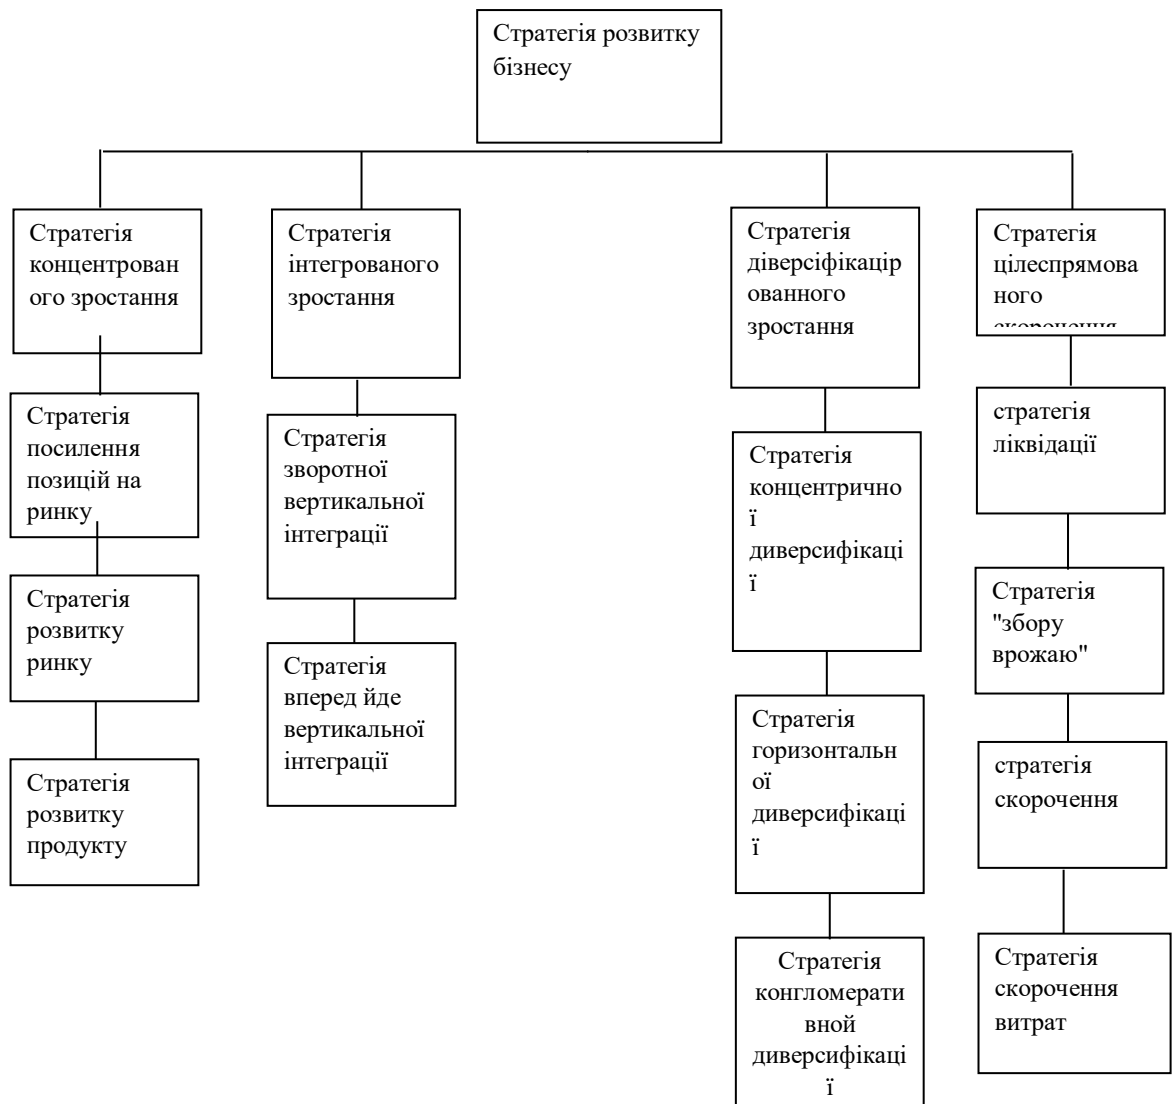 Стратегія розвитку
бізнесу
Стратегія
концентрован
ого зростання
Стратегія
посилення
позицій на
ринку
Стратегія
розвитку
ринку
Стратегія
розвитку
продукту
Стратегія
інтегрованого
зростання
Стратегія
зворотної
вертикальної
інтеграції
Стратегія
вперед йде
вертикальної
інтеграції
Стратегія
діверсіфікацір
ованного
зростання
Стратегія
концентрично
ї
диверсифікаці
ї
Стратегія
горизонтальн
ої
диверсифікаці
ї
Стратегія
конгломерати
вной
диверсифікаці
ї
Стратегія
цілеспрямова
ного
скорочення
стратегія
ліквідації
Стратегія
"збору
врожаю"
стратегія
скорочення
Стратегія
скорочення
витрат